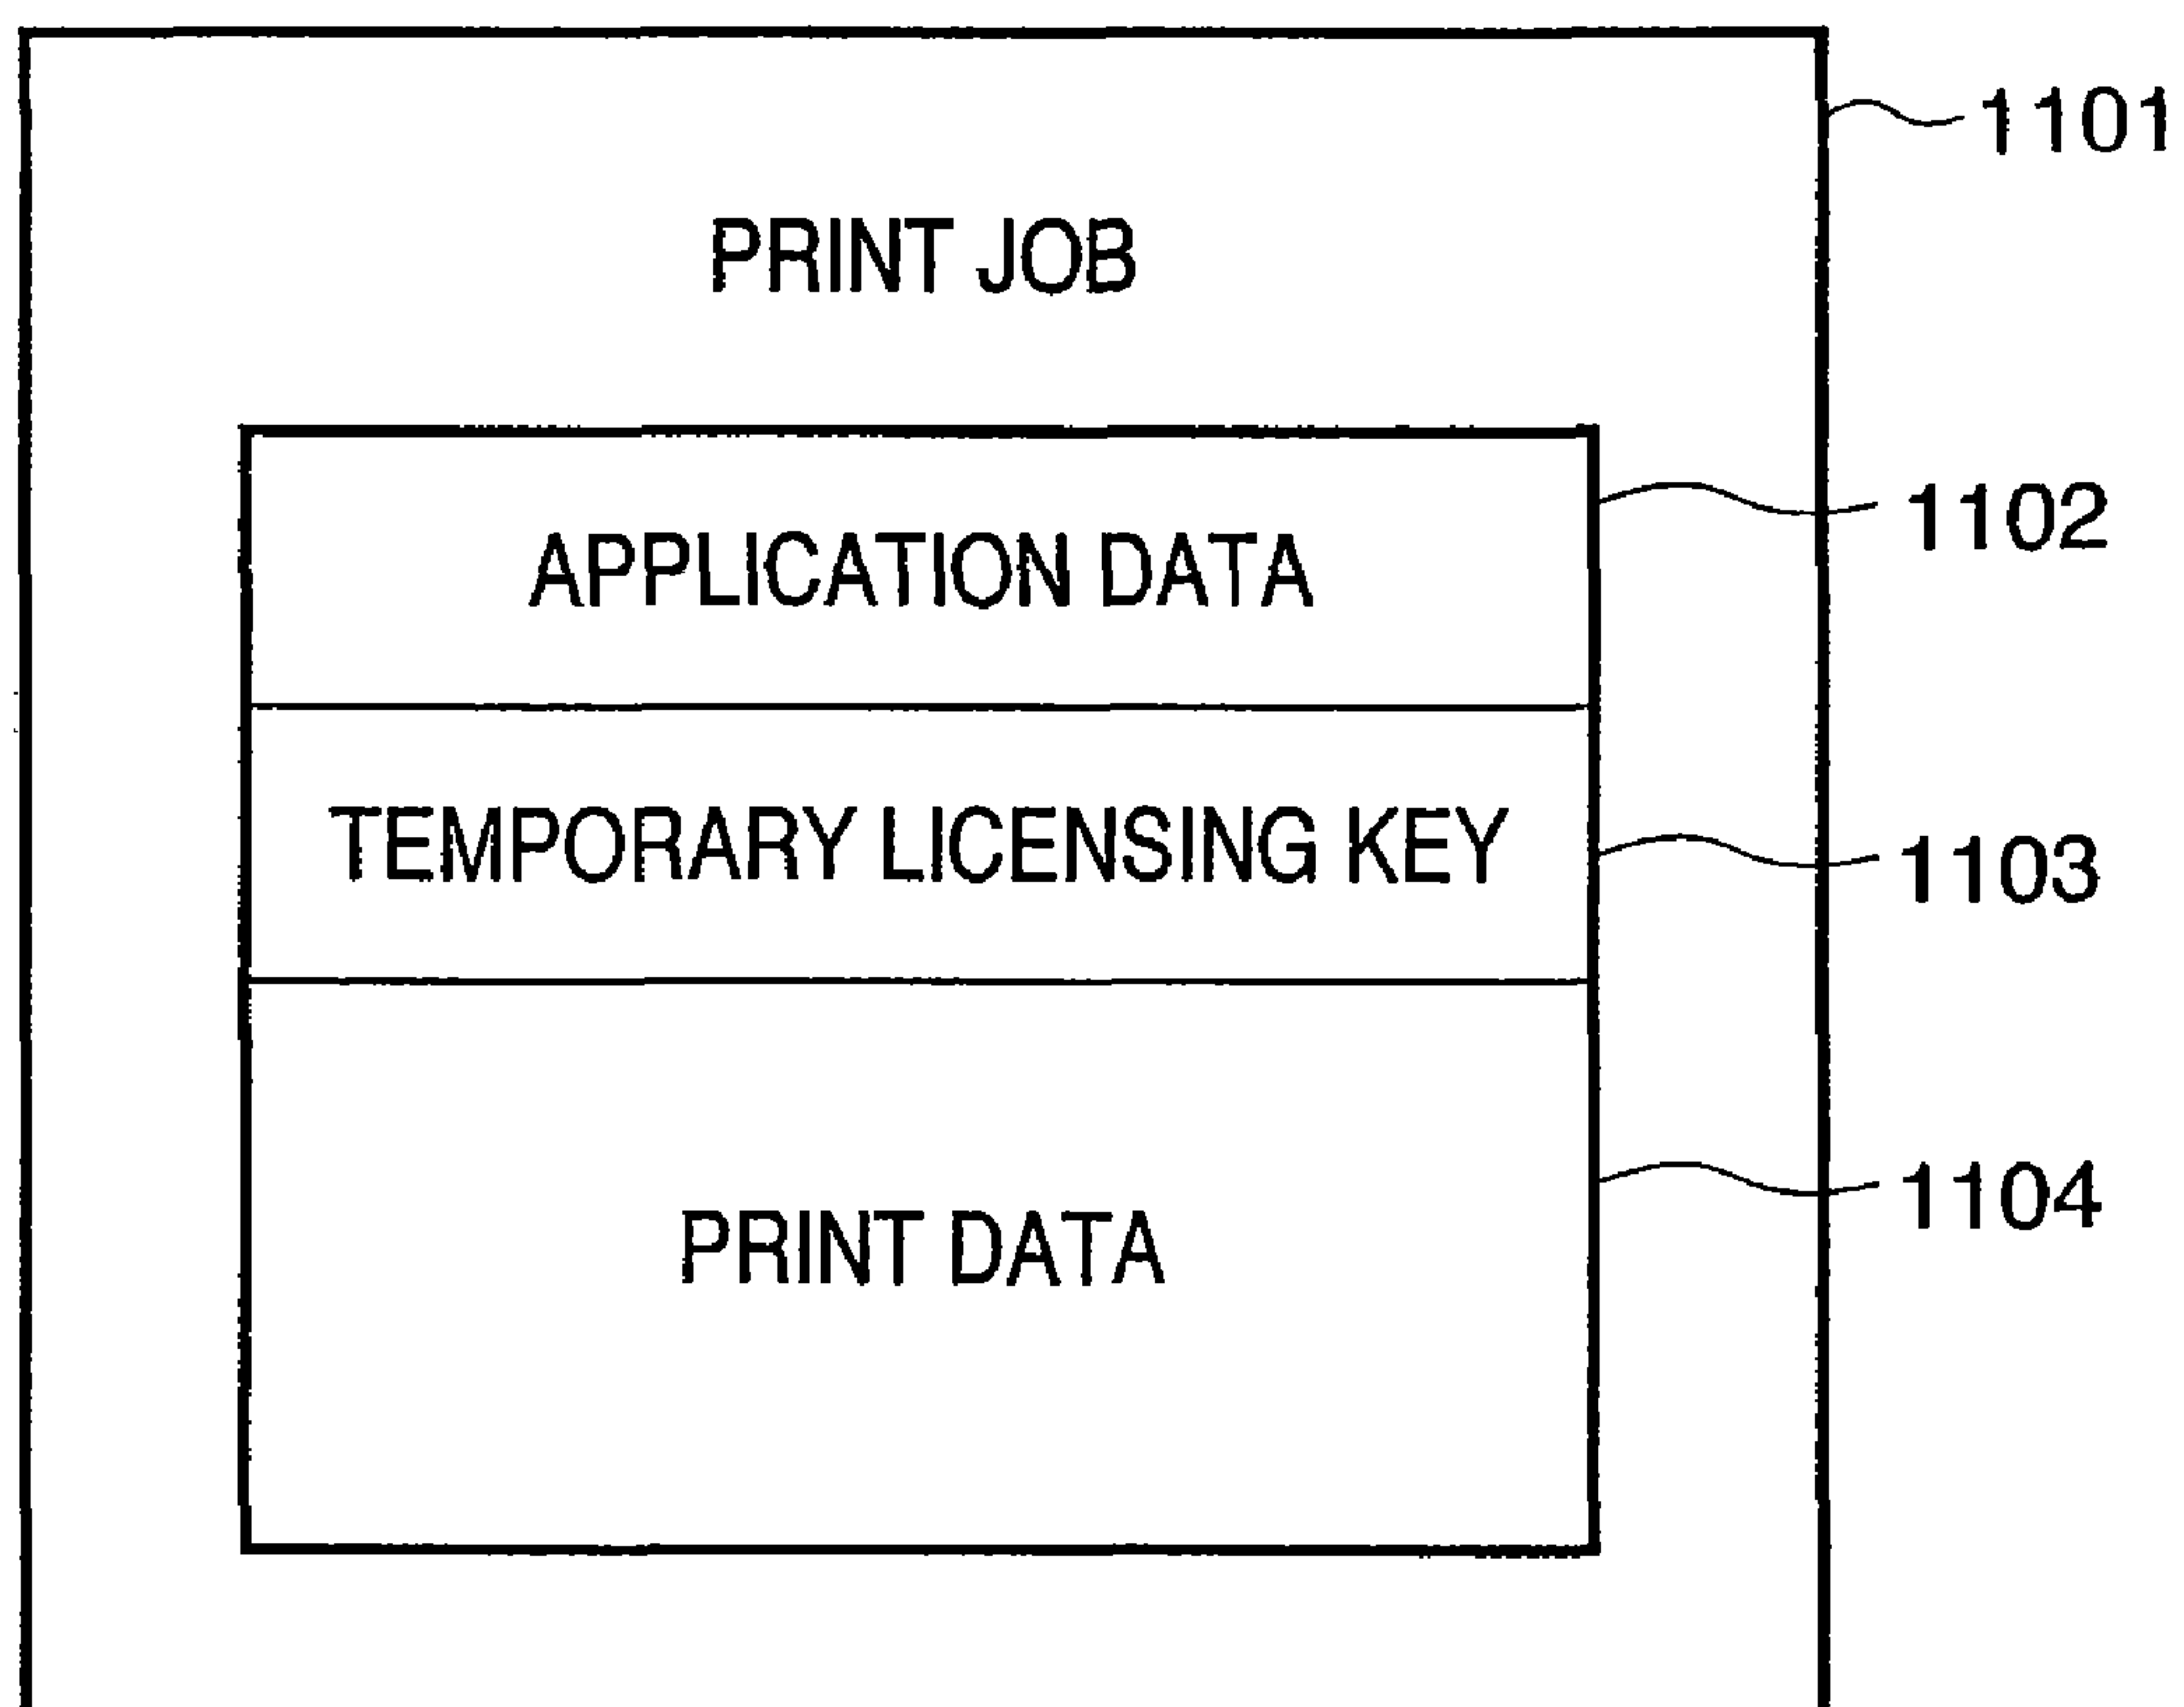 1101
PRINT JOB
APPLICATION DATA
1102
TEMPORARY LICENSING KEY
1103
PRINT DATA
1104